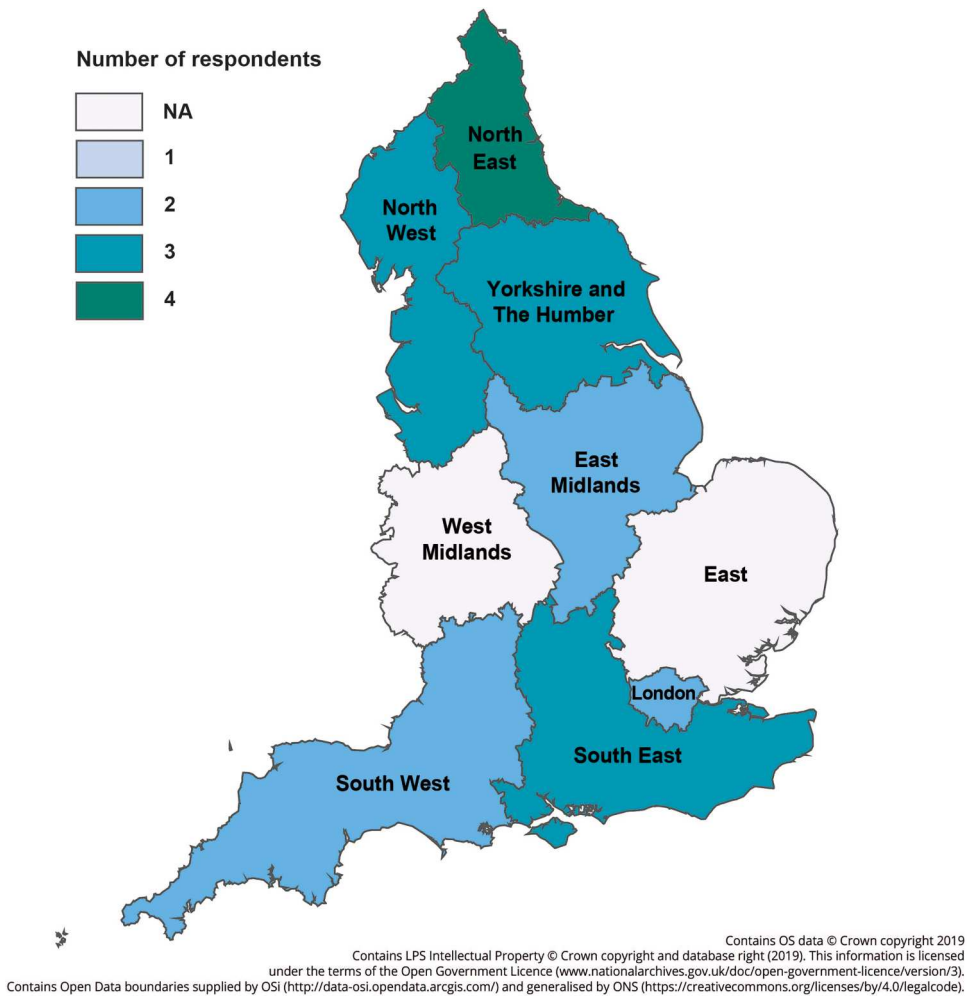 Number of respondents
NA
1
2
3
4
North
East
North
West
Yorkshire and
The Humber
East
Midlands
West
Midlands
East
London
South East
South West
Contains OS data © Crown copyright 2019
Contains LPS Intellectual Property © Crown copyright and database right (2019). This information is licensed
under the terms of the Open Government Licence (www.nationalarchives.gov.uk/doc/open-government-licence/version/3).
Contains Open Data boundaries supplied by OSi (http://data-osi.opendata.arcgis.com/) and generalised by ONS (https://creativecommons.org/licenses/by/4.0/legalcode).